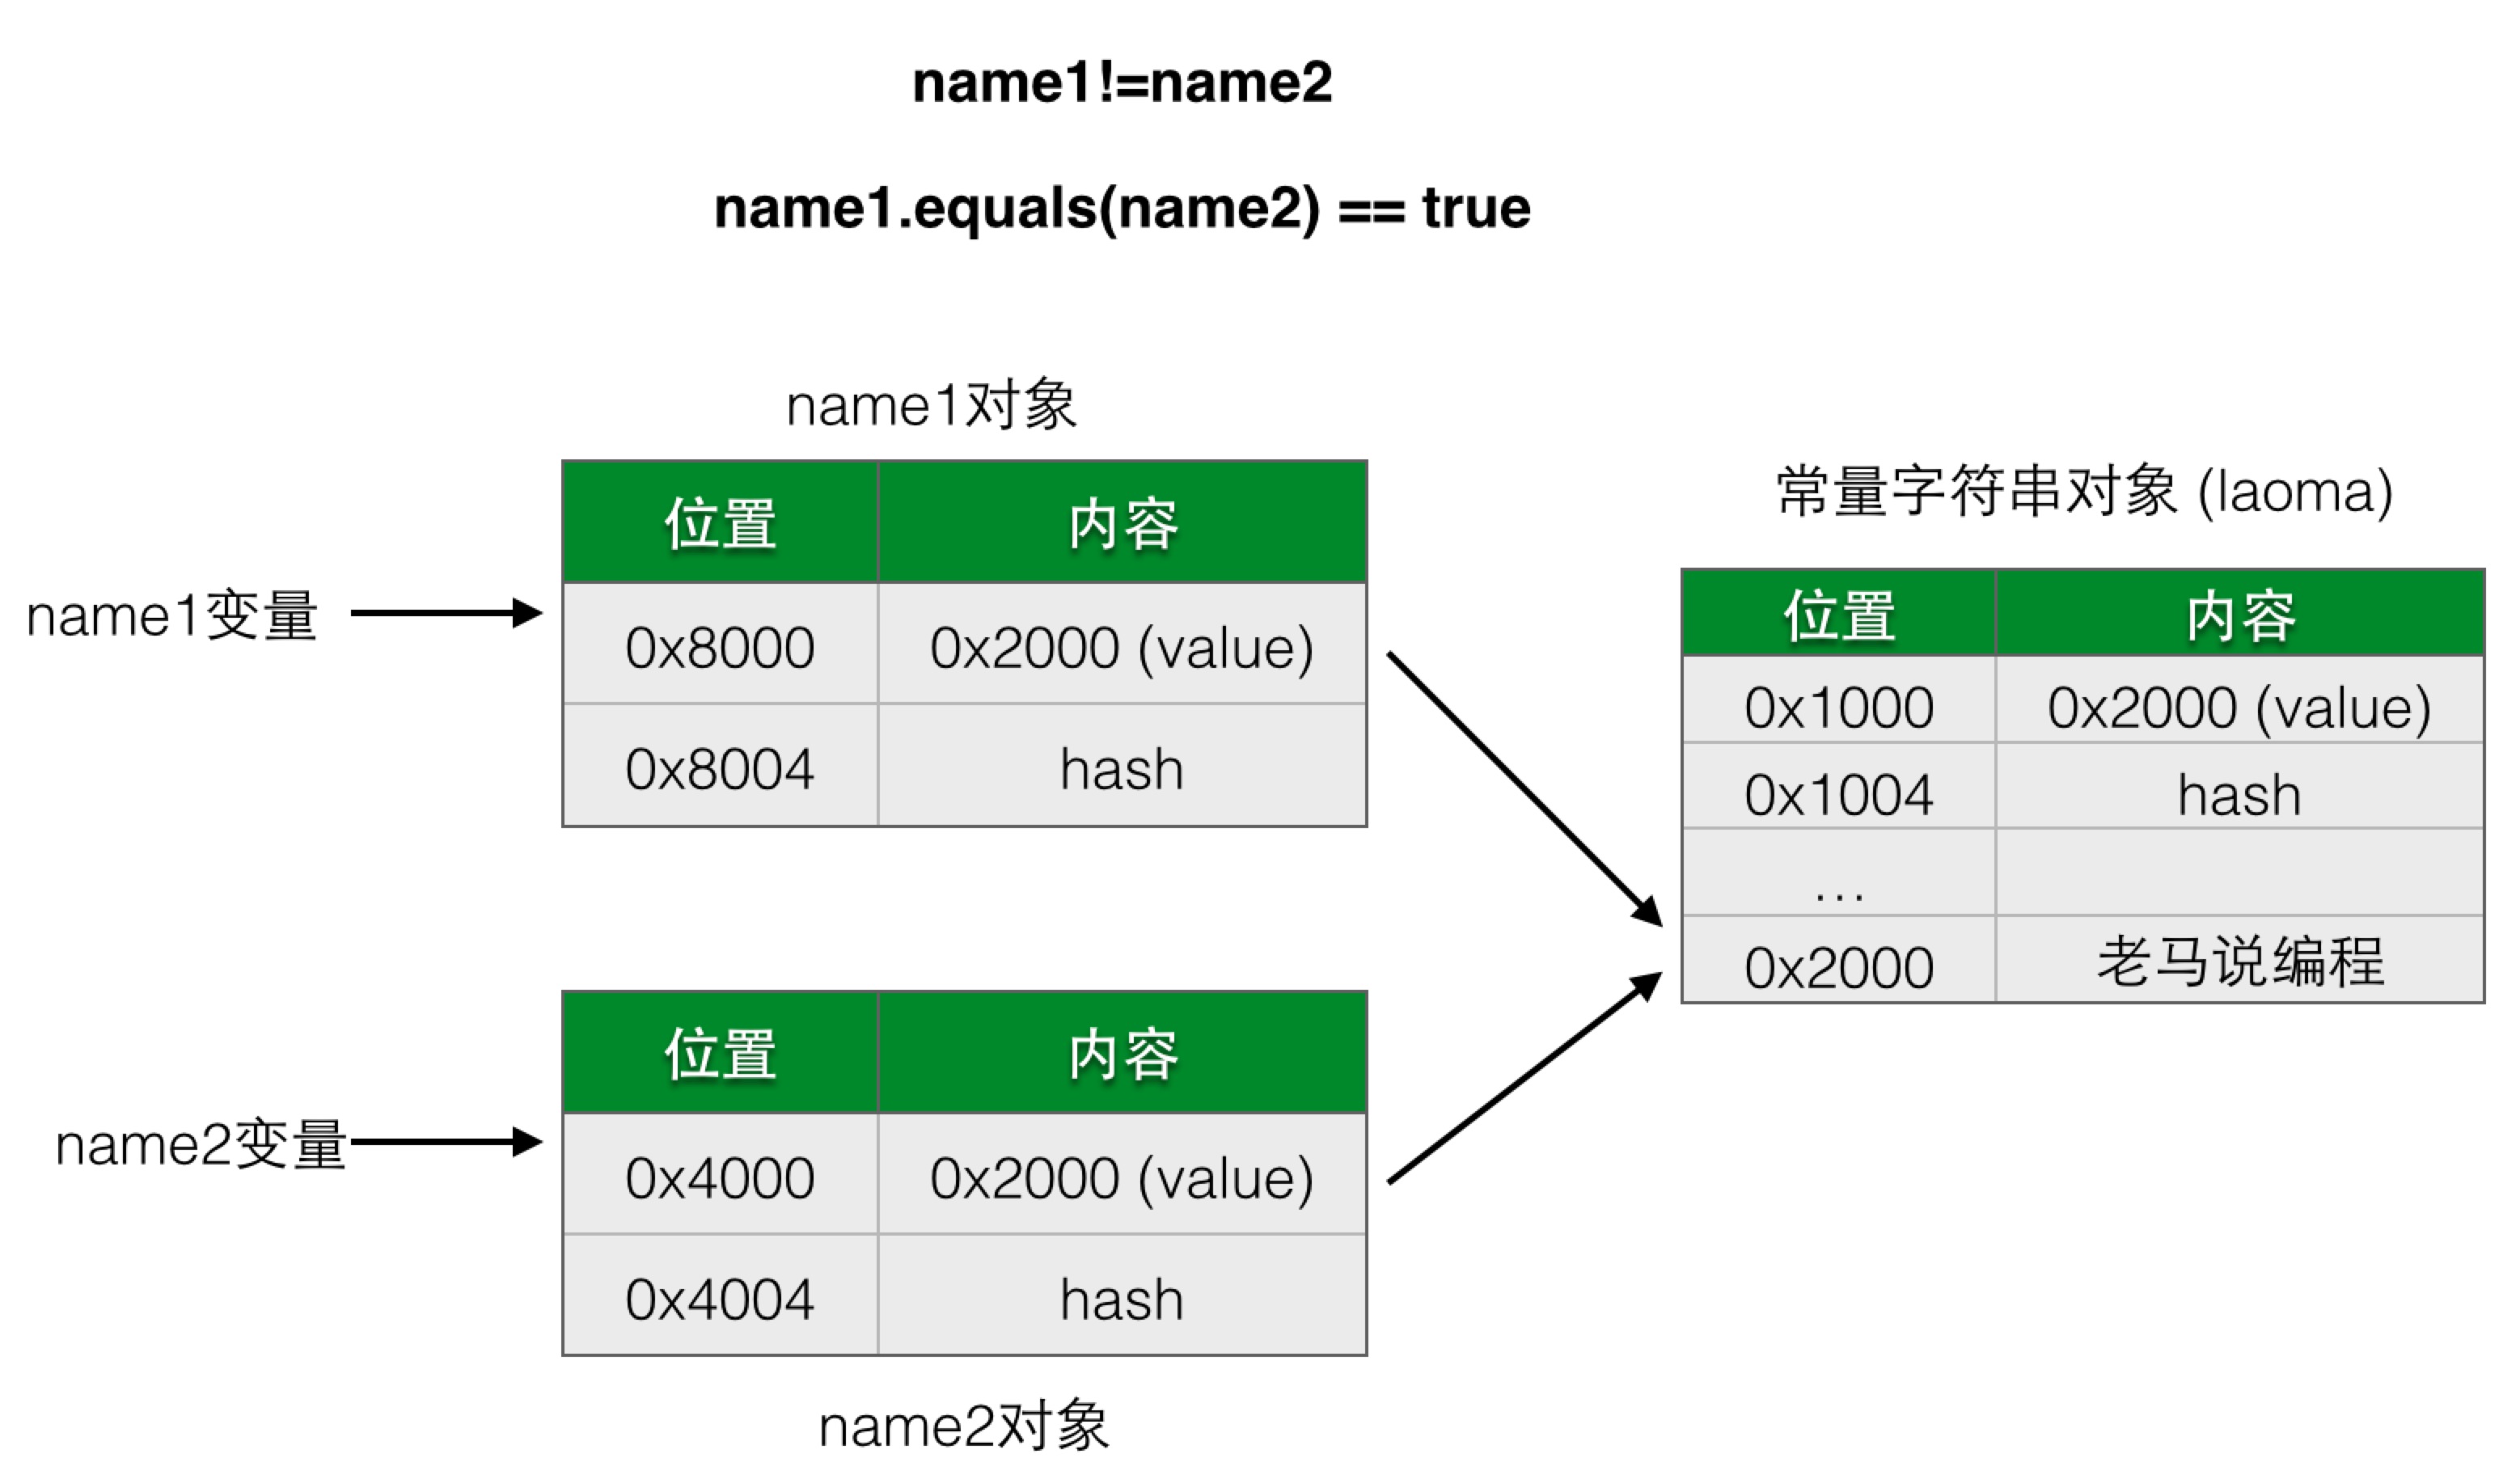 name1!=name2
name1.equals(name2) == true
name1对象
位置 内容
name1变量
0x8000 0x2000 (value)
0x8004 hash
常量字符串对象 (laoma)
位置 内容
0x1000 0x2000 (value)
0x1004 hash
...
0x2000 老马说编程
位置 内容
name2变量
0x4000 0x2000 (value)
0x4004 hash
name2对象